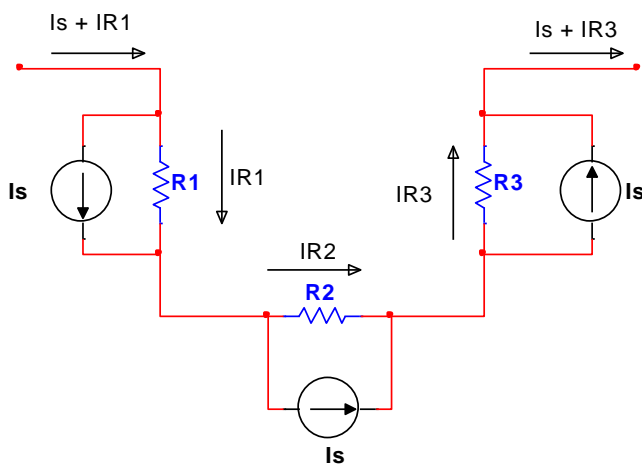 Is + IR1
Is + IR3
Is
R1
IR1
IR3
R3
Is
IR2
R2
Is